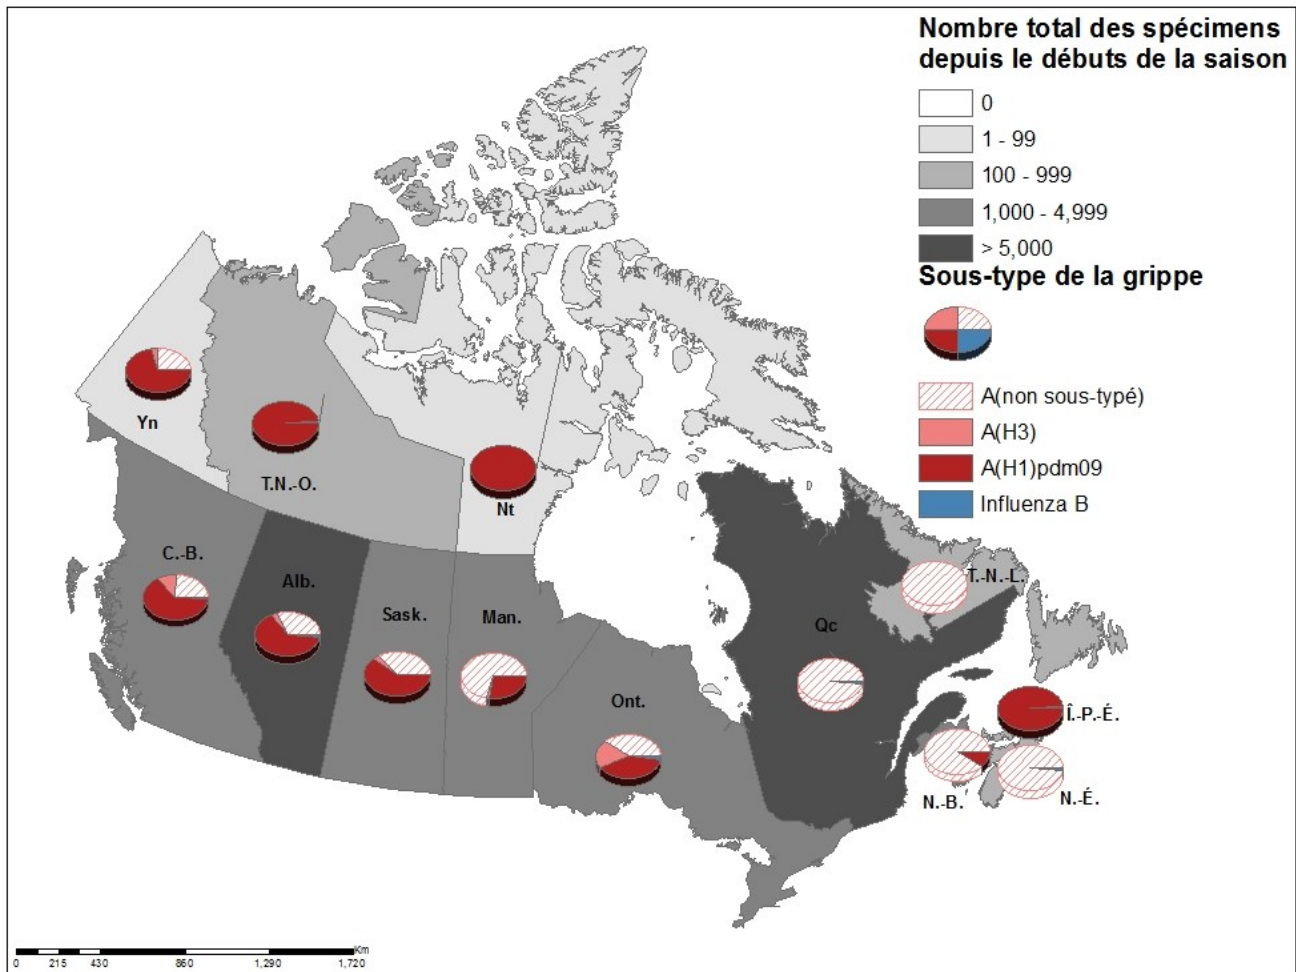 Nombre total des spécimens
depuis le débuts de la saison
0
1 - 99
100 - 999
1,000 - 4,999
> 5,000
Sous-type de la grippe
A(non sous-typé)
A(H3)
A(H1)pdm09
Influenza B
Yn
T.N.-O.
Nt
C.-B.
Alb.
Sask.
Man.
Ont.
Qc
T.-N.-L.
Î.-P.-É.
N.-B.
N.-É.
Km
0 215 430 860 1,290 1,720